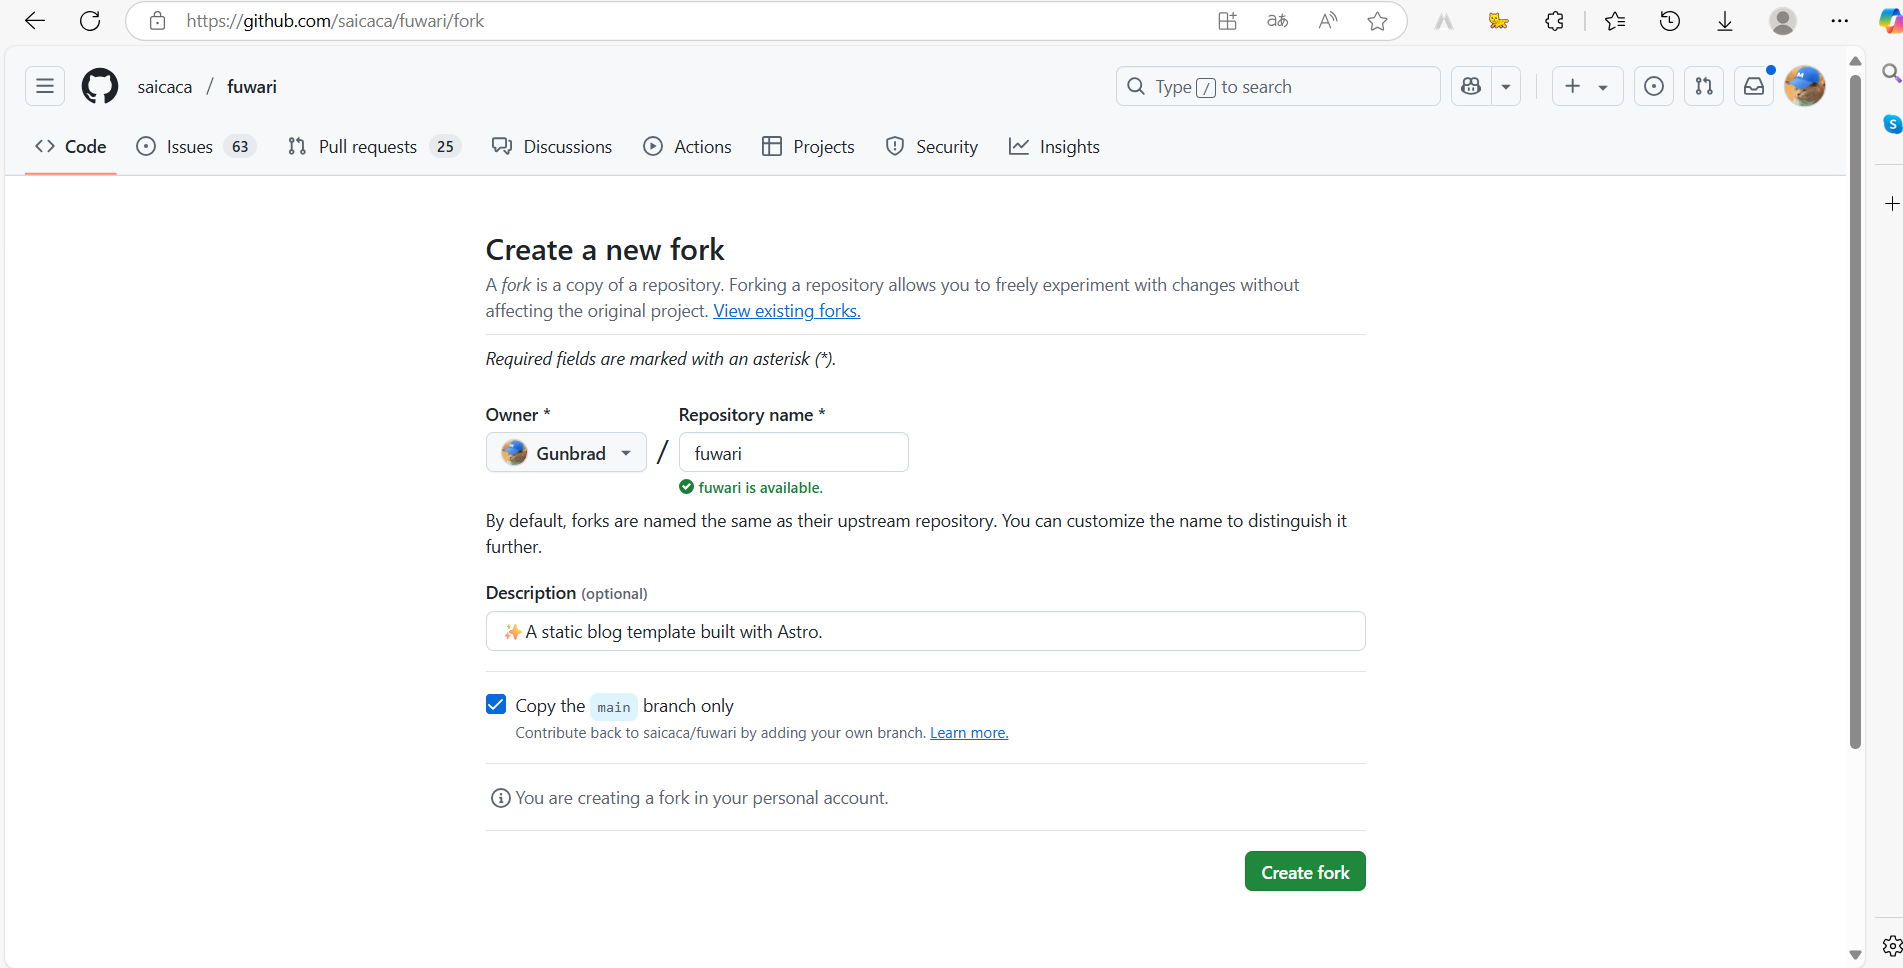 https://github.com/saicaca/fuwari/fork
saicaca / fuwari
Type / to search
Code
Issues 63
Pull requests 25
Discussions
Actions
Projects
Security
Insights
Create a new fork
A fork is a copy of a repository. Forking a repository allows you to freely experiment with changes without
affecting the original project. View existing forks.
Required fields are marked with an asterisk (*).
Owner *
Repository name *
Gunbrad / fuwari
fuwari is available.
By default, forks are named the same as their upstream repository. You can customize the name to distinguish it
further.
Description (optional)
✨A static blog template built with Astro.
Copy the main branch only
Contribute back to saicaca/fuwari by adding your own branch. Learn more.
You are creating a fork in your personal account.
Create fork